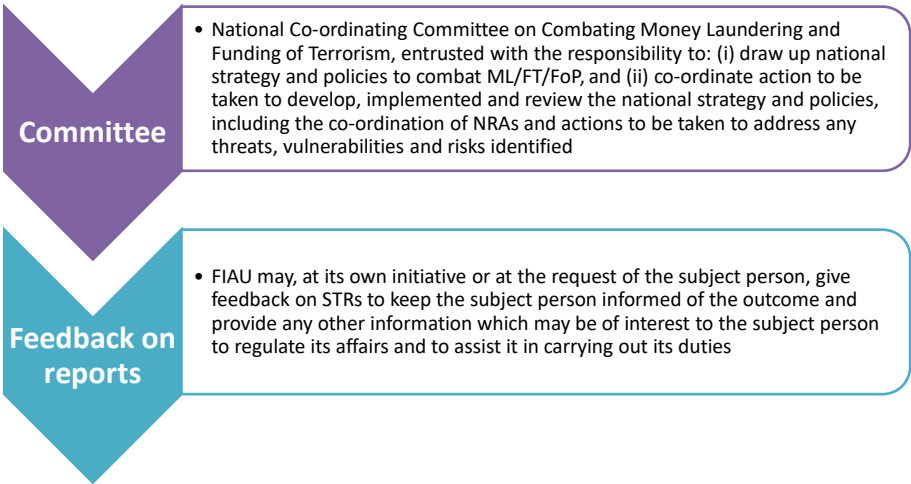 Committee
• National Co-ordinating Committee on Combating Money Laundering and
Funding of Terrorism, entrusted with the responsibility to: (i) draw up national
strategy and policies to combat ML/FT/FoP, and (ii) co-ordinate action to be
taken to develop, implemented and review the national strategy and policies,
including the co-ordination of NRAs and actions to be taken to address any
threats, vulnerabilities and risks identified
Feedback on
reports
• FIAU may, at its own initiative or at the request of the subject person, give
feedback on STRs to keep the subject person informed of the outcome and
provide any other information which may be of interest to the subject person
to regulate its affairs and to assist it in carrying out its duties